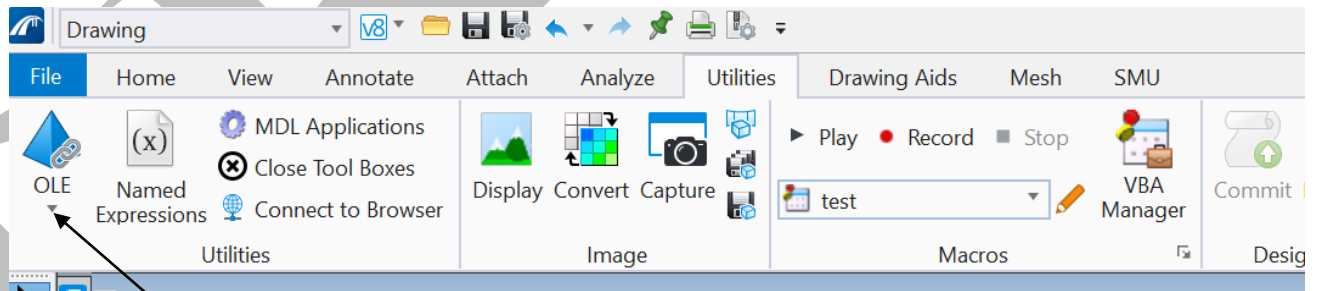 Drawing V8
File Home View Annotate Attach Analyze Utilities Drawing Aids Mesh SMU
OLE
(x) Named Expressions
MDL Applications
Close Tool Boxes
Connect to Browser
Display Convert Capture
Play Record Stop
test
VBA Manager
Commit
Utilities Image Macros Desig